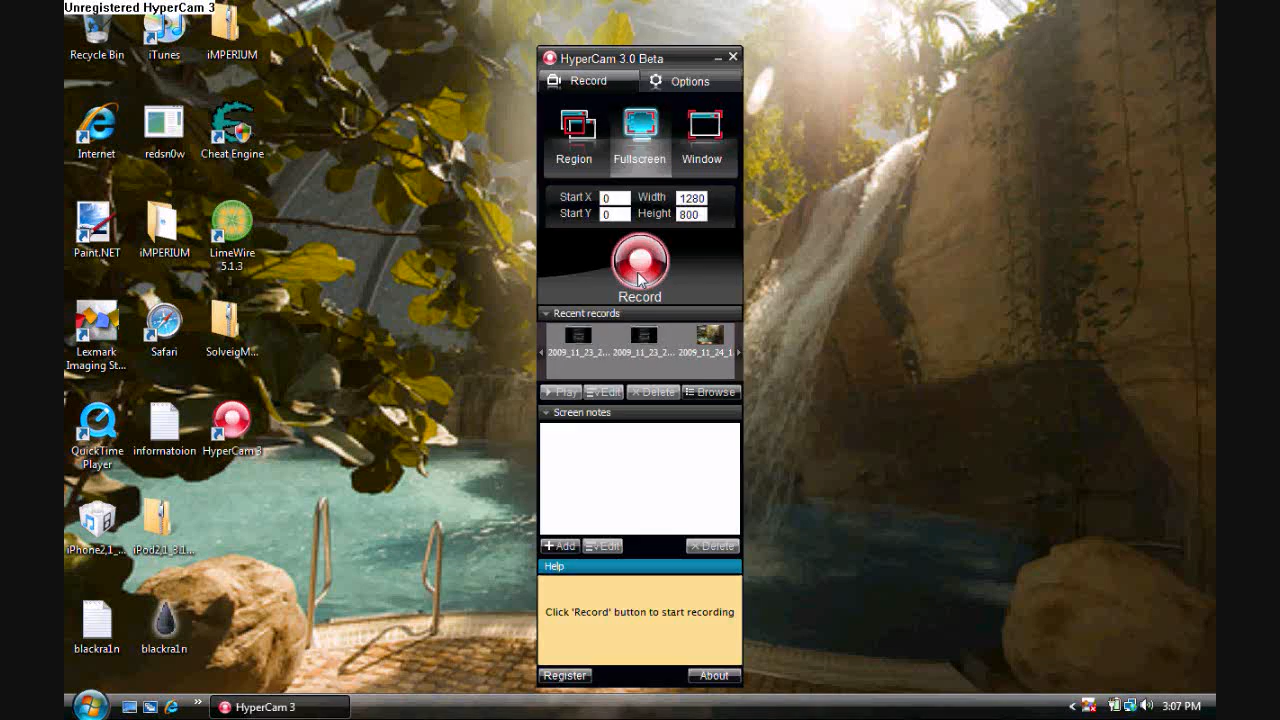 Unregistered HyperCam 3
Recycle Bin
iTunes
iMPERIUM
Internet
redsn0w
Cheat Engine
Paint.NET
iMPERIUM
LimeWire
5.1.3
Lexmark
Imaging St...
Safari
SolveigM...
QuickTime
Player
informatoion
HyperCam 3
iPhone2,1_...
iPod2,1_3.1...
blackra1n
blackra1n
HyperCam 3.0 Beta
Record
Options
Region
Fullscreen
Window
Start X 0 Width 1280
Start Y 0 Height 800
Record
Recent records
2009_11_23_2...
2009_11_23_2...
2009_11_24_1
Play
Edit
Delete
Browse
Screen notes
Add
Edit
Delete
Help
Click 'Record' button to start recording
Register
About
HyperCam 3
3:07 PM